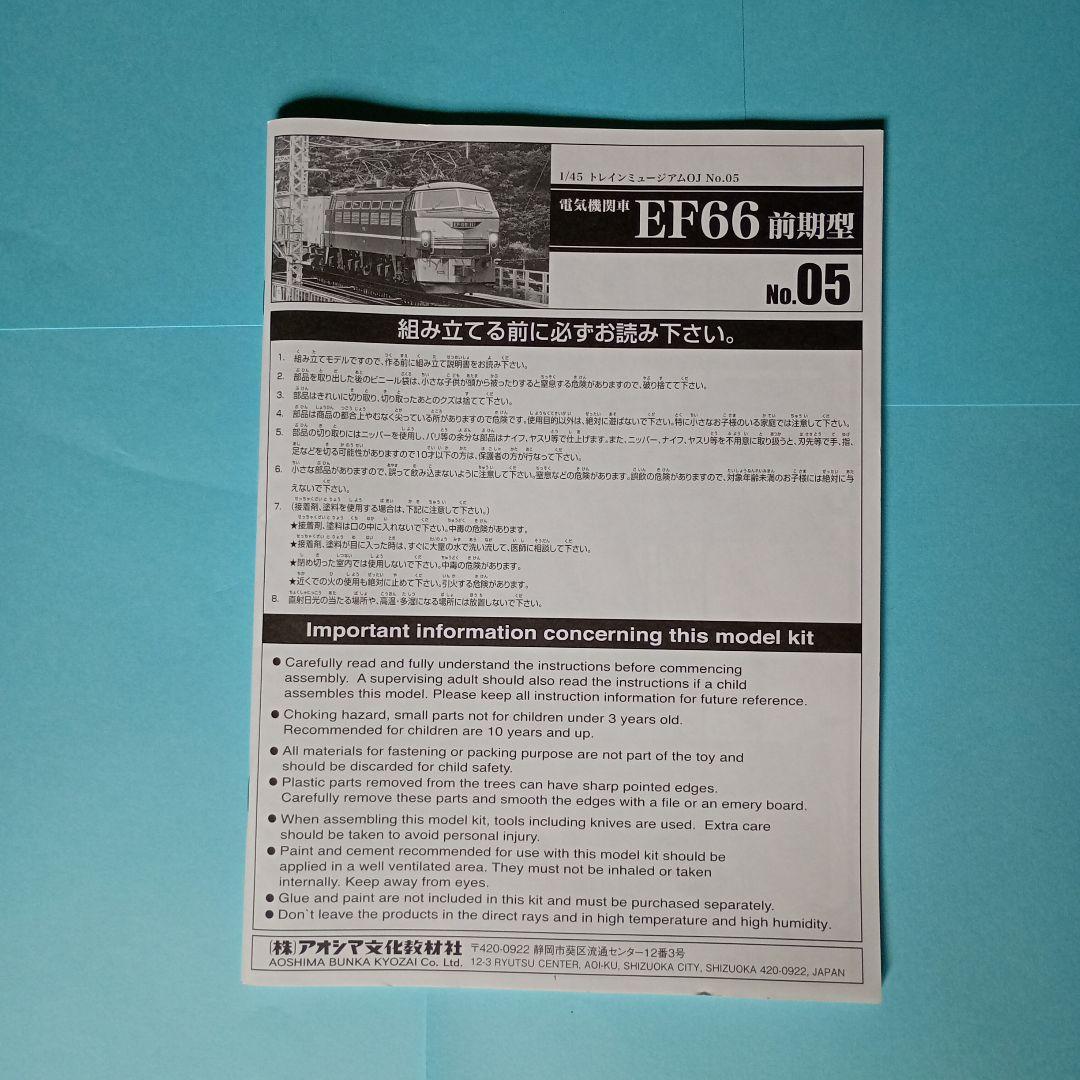 1/45 トレインミュージアムOJ No.05
電気機関車 EF66 前期型
No.05
組み立てる前に必ずお読み下さい。
1. 組み立てモデルですので、作る前に組み立て説明書をお読み下さい。
2. 部品を取り出した後のビニール袋は、小さな子供が頭から被ったりすると窒息する危険がありますので、破り捨てて下さい。
3. 部品はきれいに切り取り、切り取ったあとのクズは捨てて下さい。
4. 部品は商品の都合上やむなく尖っている所がありますので危険です。使用目的以外は、絶対に遊ばないで下さい。特に小さなお子様のいる家庭では注意して下さい。
5. 部品の切り取りにはニッパーを使用し、バリ等の余分な部品はナイフ、ヤスリ等で仕上げます。また、ニッパー、ナイフ、ヤスリ等を不用意に取り扱うと、刃先等で手、指、
足などを切る可能性がありますので10才以下の方は、保護者の方が行なって下さい。
6. 小さな部品がありますので、誤って飲み込まないように注意して下さい。窒息などの危険があります。誤飲の危険がありますので、対象年齢未満のお子様には絶対に与
えないで下さい。
7. (接着剤、塗料を使用する場合は、下記に注意して下さい。)
★接着剤、塗料は口の中に入れないで下さい。中毒の危険があります。
★接着剤、塗料が目に入った時は、すぐに大量の水で洗い流して、医師に相談して下さい。
★閉め切った室内では使用しないで下さい。中毒の危険があります。
★近くでの火の使用も絶対に止めて下さい。引火する危険があります。
8. 直射日光の当たる場所や、高温・多湿になる場所には放置しないで下さい。
Important information concerning this model kit
● Carefully read and fully understand the instructions before commencing
assembly. A supervising adult should also read the instructions if a child
assembles this model. Please keep all instruction information for future reference.
● Choking hazard, small parts not for children under 3 years old.
Recommended for children are 10 years and up.
● All materials for fastening or packing purpose are not part of the toy and
should be discarded for child safety.
● Plastic parts removed from the trees can have sharp pointed edges.
Carefully remove these parts and smooth the edges with a file or an emery board.
● When assembling this model kit, tools including knives are used. Extra care
should be taken to avoid personal injury.
● Paint and cement recommended for use with this model kit should be
applied in a well ventilated area. They must not be inhaled or taken
internally. Keep away from eyes.
● Glue and paint are not included in this kit and must be purchased separately.
● Don`t leave the products in the direct rays and in high temperature and high humidity.
(株)アオシマ文化教材社 〒420-0922 静岡市葵区流通センター12番3号
AOSHIMA BUNKA KYOZAI Co. Ltd. 12-3 RYUTSU CENTER, AOI-KU, SHIZUOKA CITY, SHIZUOKA 420-0922, JAPAN
1